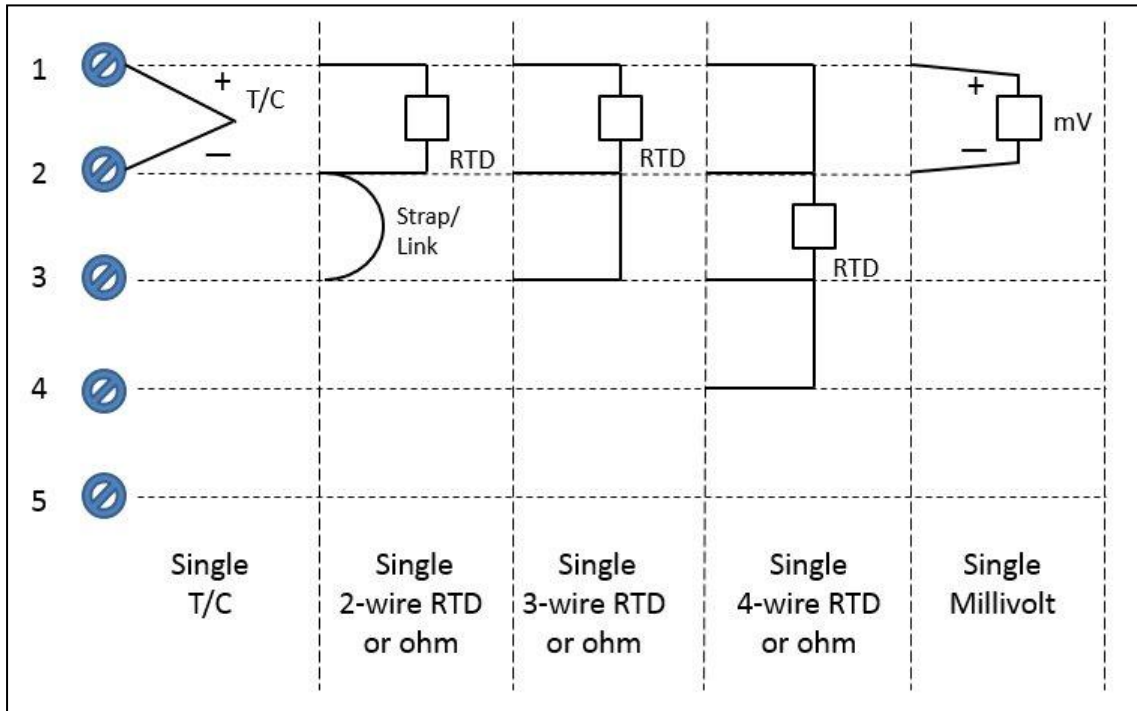 1
+
T/C
−
2
RTD
RTD
+
−
mV
Strap/
Link
3
RTD
4
5
Single
T/C
Single
2-wire RTD
or ohm
Single
3-wire RTD
or ohm
Single
4-wire RTD
or ohm
Single
Millivolt